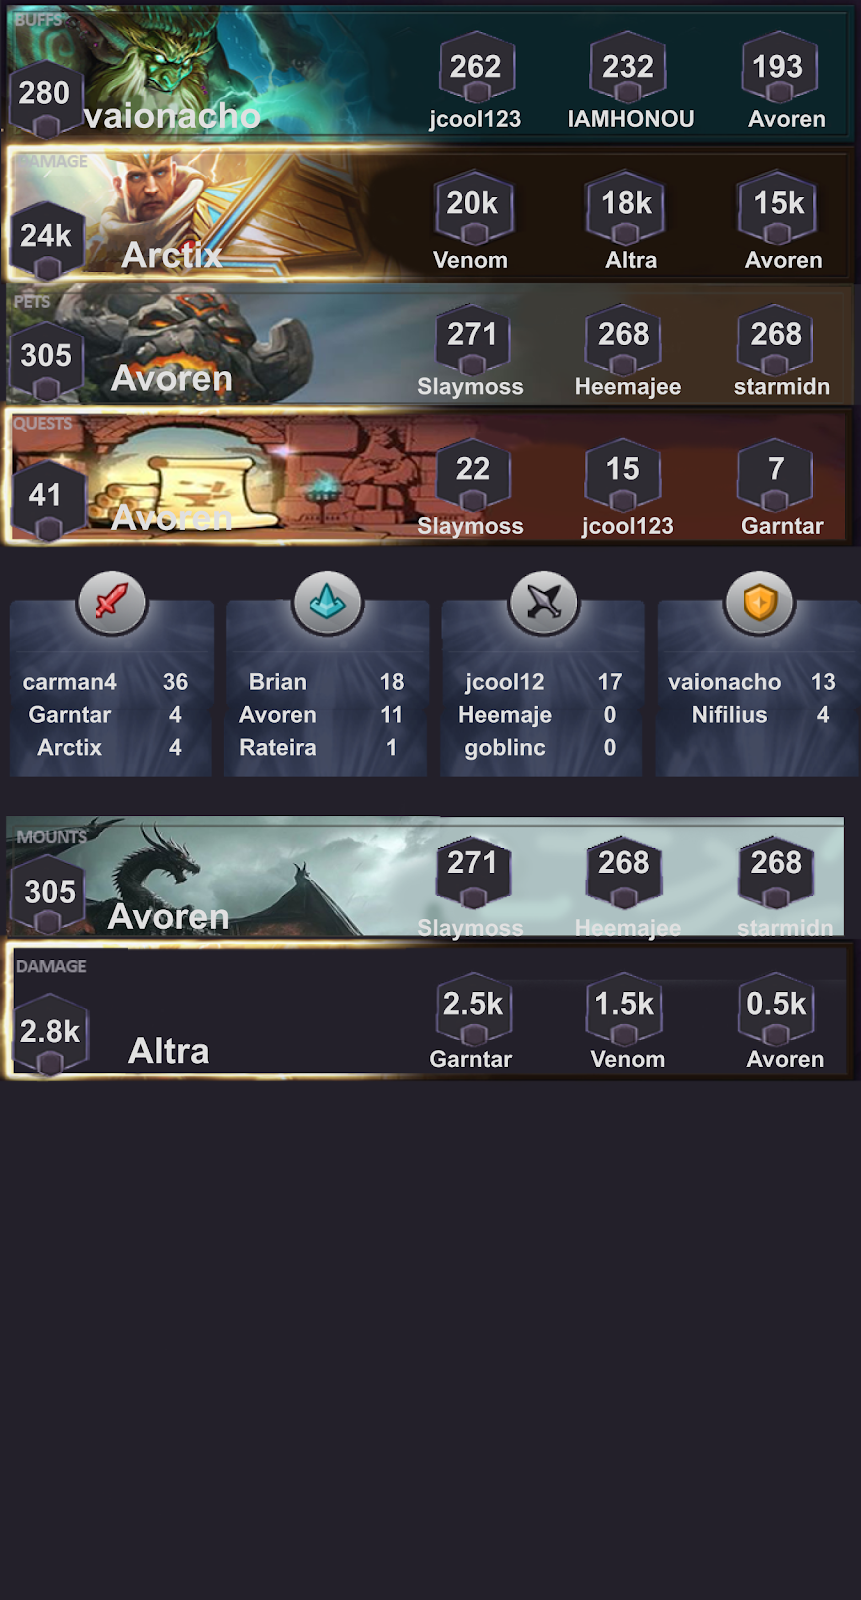 BUFFS
280 vaionacho
262 232 193
jcool123 IAMHONOU Avoren
DAMAGE
24k Arctix
20k 18k 15k
Venom Altra Avoren
PETS
305 Avoren
271 268 268
Slaymoss Heemajee starmidn
QUESTS
41 Avoren
22 15 7
Slaymoss jcool123 Garntar
carman4 36
Garntar 4
Arctix 4
Brian 18
Avoren 11
Rateira 1
jcool12 17
Heemaje 0
goblinc 0
vaionacho 13
Nifilius 4
MOUNTS
305 Avoren
271 268 268
Slaymoss Heemajee starmidn
DAMAGE
2.8k Altra
2.5k 1.5k 0.5k
Garntar Venom Avoren